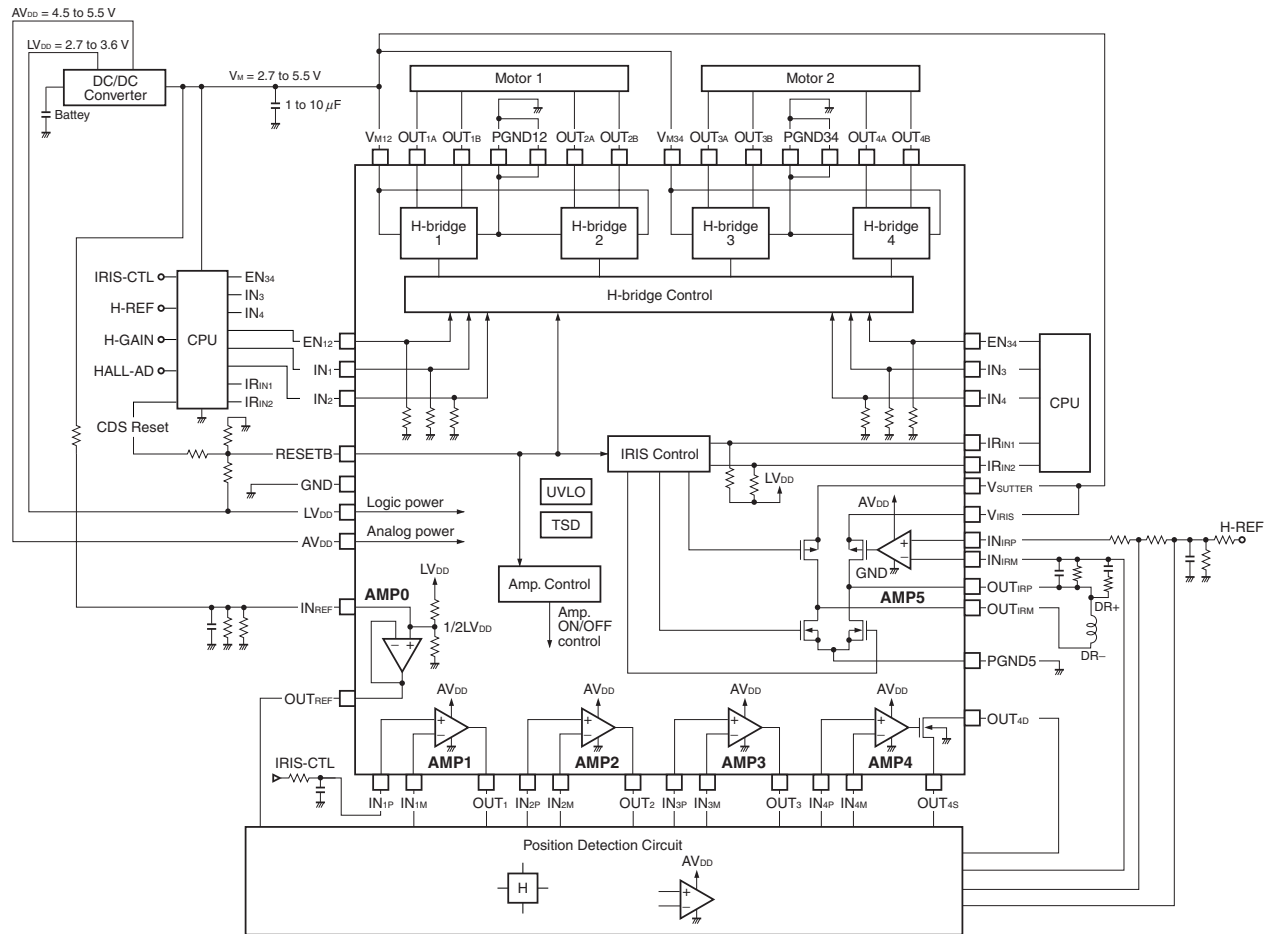 AVDD = 4.5 to 5.5 V
LVDD = 2.7 to 3.6 V
DC/DC
Converter
Battey
VM = 2.7 to 5.5 V
1 to 10 μF
Motor 1
Motor 2
VM12
OUT1A
OUT1B
PGND12
OUT2A
OUT2B
VM34
OUT3A
OUT3B
PGND34
OUT4A
OUT4B
H-bridge
1
H-bridge
2
H-bridge
3
H-bridge
4
H-bridge Control
IRIS-CTL
H-REF
H-GAIN
HALL-AD
CPU
EN34
IN3
IN4
IRIN1
IRIN2
CDS Reset
EN12
IN1
IN2
RESETB
GND
LVDD
AVDD
INREF
OUTREF
Logic power
Analog power
EN34
IN3
IN4
IRIN1
IRIN2
CPU
IRIS Control
LVDD
UVLO
TSD
VSUTTER
VIRIS
INIRP
INIRM
OUTIRP
OUTIRM
PGND5
OUT4D
H-REF
DR+
DR−
AVDD
+
−
GND
AMP5
Amp. Control
Amp.
ON/OFF
control
AMP0
LVDD
1/2LVDD
− +
AVDD
+
−
AMP1
AVDD
+
−
AMP2
AVDD
+
−
AMP3
AVDD
+
−
AMP4
IRIS-CTL
IN1P
IN1M
OUT1
IN2P
IN2M
OUT2
IN3P
IN3M
OUT3
IN4P
IN4M
OUT4S
Position Detection Circuit
H
AVDD
+
−